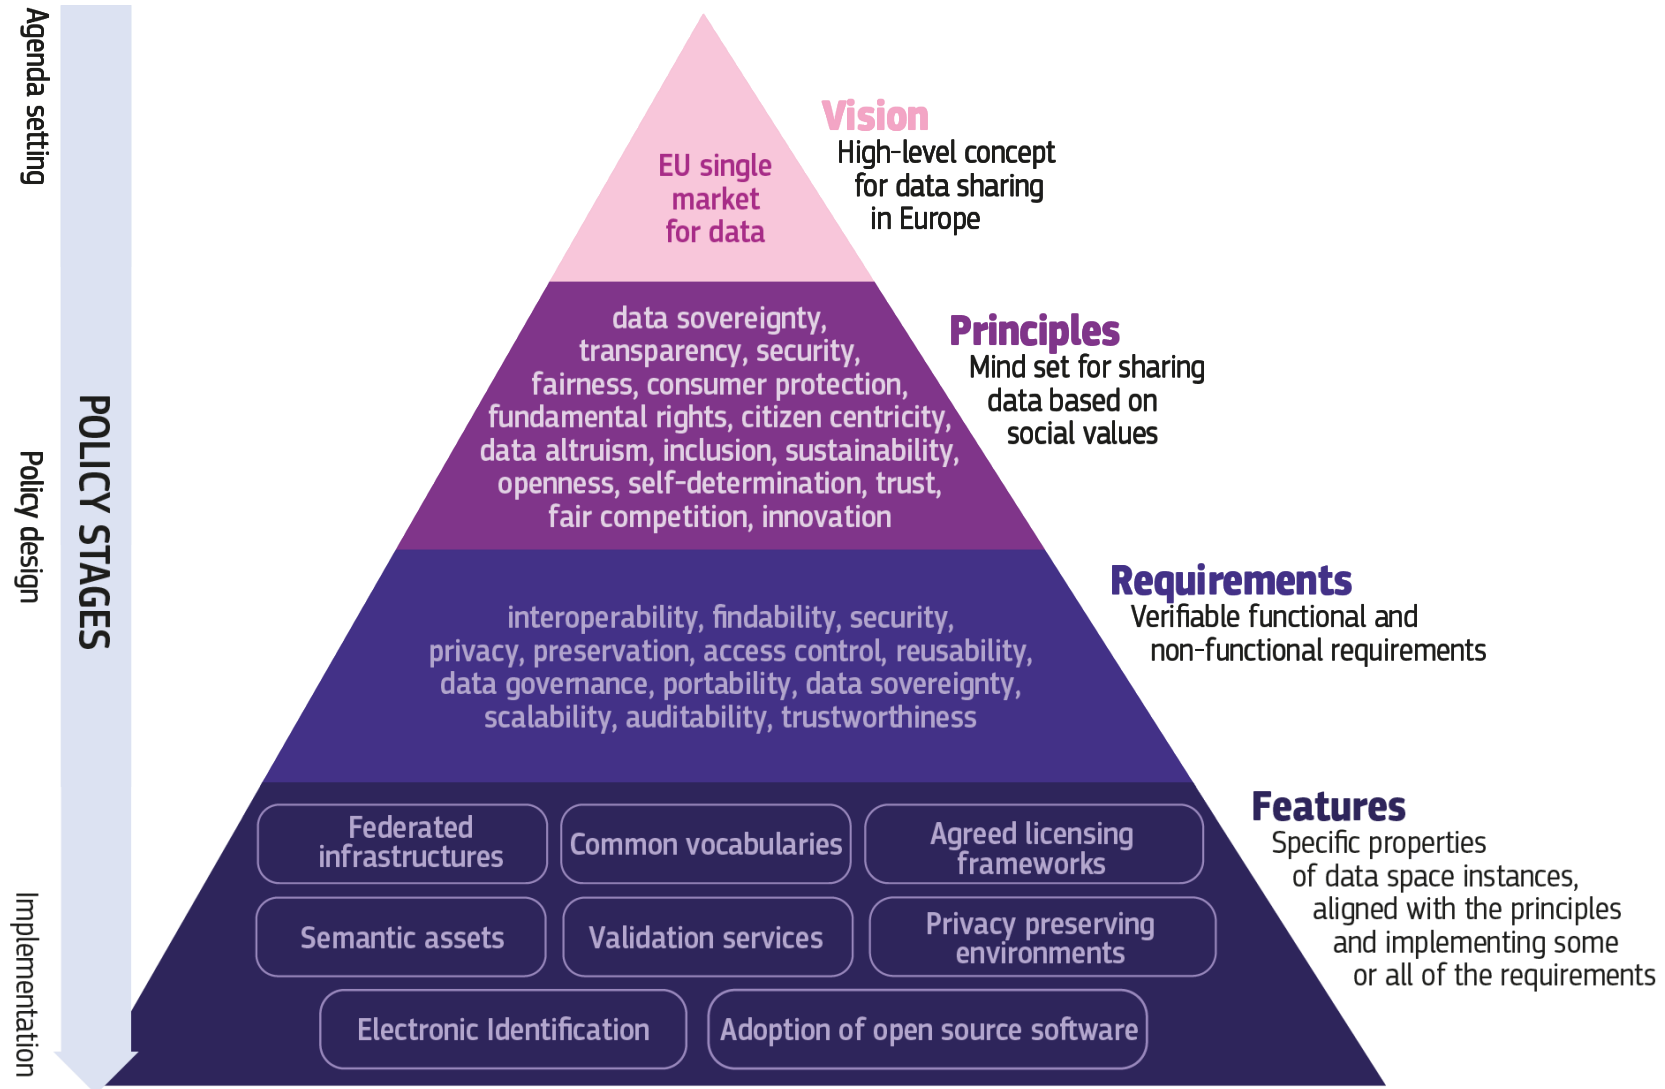 Agenda setting
Policy design
Implementation
POLICY STAGES
EU single
market
for data
Vision
High-level concept
for data sharing
in Europe
data sovereignty,
transparency, security,
fairness, consumer protection,
fundamental rights, citizen centricity,
data altruism, inclusion, sustainability,
openness, self-determination, trust,
fair competition, innovation
Principles
Mind set for sharing
data based on
social values
interoperability, findability, security,
privacy, preservation, access control, reusability,
data governance, portability, data sovereignty,
scalability, auditability, trustworthiness
Requirements
Verifiable functional and
non-functional requirements
Federated
infrastructures
Common vocabularies
Agreed licensing
frameworks
Semantic assets
Validation services
Privacy preserving
environments
Electronic Identification
Adoption of open source software
Features
Specific properties
of data space instances,
aligned with the principles
and implementing some
or all of the requirements